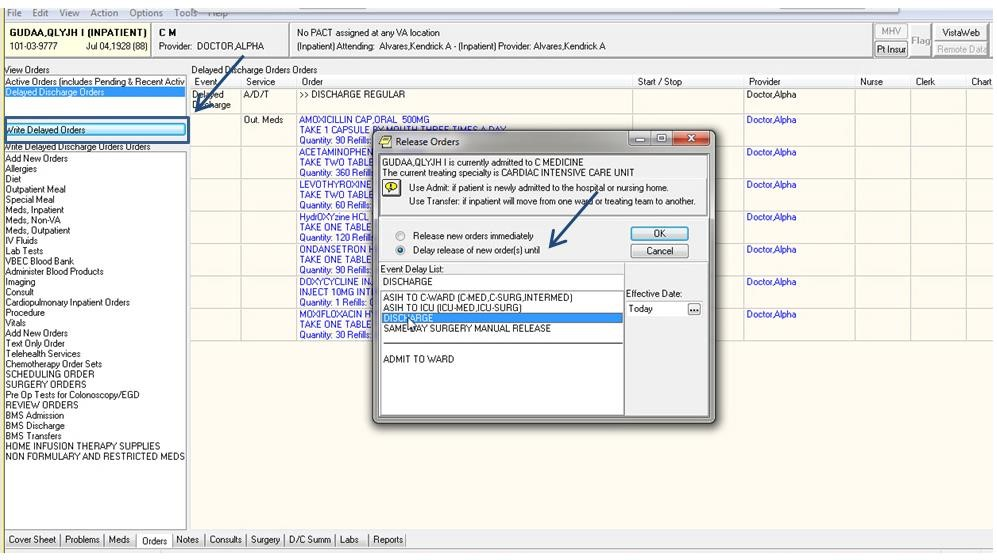 File Edit View Action Options Tools Help
GUDAA,QLYJH I (INPATIENT) C M No PACT assigned at any VA location MHV Flag VistaWeb
101-03-9777 Jul 04,1928 (88) Provider: DOCTOR,ALPHA (Inpatient) Attending: Alvares,Kendrick A - (Inpatient) Provider: Alvares,Kendrick A Pt Insur Remote Data
View Orders
Active Orders (includes Pending & Recent Activ
Delayed Discharge Orders
Write Delayed Orders
Write Delayed Discharge Orders Orders
Add New Orders
Allergies
Diet
Outpatient Meal
Special Meal
Meds, Inpatient
Meds, Non-VA
Meds, Outpatient
IV Fluids
Lab Tests
VBEC Blood Bank
Administer Blood Products
Imaging
Consult
Cardiopulmonary Inpatient Orders
Procedure
Vitals
Add New Orders
Text Only Order
Telehealth Services
Chemotherapy Order Sets
SCHEDULING ORDER
SURGERY ORDERS
Pre Op Tests for Colonoscopy/EGD
REVIEW ORDERS
BMS Admission
BMS Discharge
BMS Transfers
HOME INFUSION THERAPY SUPPLIES
NON FORMULARY AND RESTRICTED MEDS
Delayed Discharge Orders Orders
Event Service Order Start / Stop Provider Nurse Clerk Chart
Delayed Discharge A/D/T >> DISCHARGE REGULAR Doctor,Alpha
Out. Meds AMOXICILLIN CAP,ORAL 500MG Doctor,Alpha
TAKE 1 CAPSULE BY MOUTH THREE TIMES A DAY
Quantity: 90 Refills:
ACETAMINOPHEN Doctor,Alpha
TAKE TWO TABLE
Quantity: 360 Refills
LEVOTHYROXINE Doctor,Alpha
TAKE TWO TABLE
Quantity: 60 Refills:
HydrOXYzine HCL Doctor,Alpha
TAKE ONE TABLE
Quantity: 120 Refills
ONDANSETRON H Doctor,Alpha
TAKE ONE TABLE
Quantity: 90 Refills:
DOXYCYCLINE INJ Doctor,Alpha
INJECT 10MG INT
Quantity: 1 Refills: 0
MOXIFLOXACIN H Doctor,Alpha
TAKE ONE TABLE
Quantity: 30 Refills:
Release Orders
GUDAA,QLYJH I is currently admitted to C MEDICINE
The current treating specialty is CARDIAC INTENSIVE CARE UNIT
Use Admit: if patient is newly admitted to the hospital or nursing home.
Use Transfer: if inpatient will move from one ward or treating team to another.
Release new orders immediately
Delay release of new order(s) until
OK
Cancel
Event Delay List:
DISCHARGE
ASIH TO C-WARD (C-MED,C-SURG,INTERMED)
ASIH TO ICU (ICU-MED,ICU-SURG)
DISCHARGE
SAME DAY SURGERY MANUAL RELEASE
ADMIT TO WARD
Effective Date:
Today ...
Cover Sheet Problems Meds Orders Notes Consults Surgery D/C Summ Labs Reports